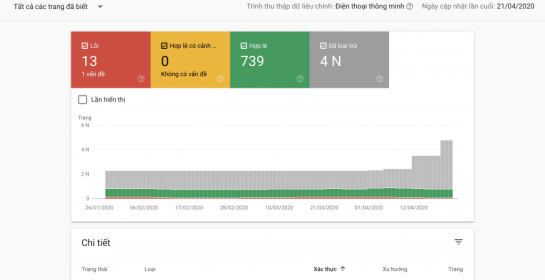 Tất cả các trang đã biết
Trình thu thập dữ liệu chính: Điện thoại thông minh
Ngày cập nhật lần cuối: 21/04/2020
Lỗi
13
1 vấn đề
Hợp lệ có cảnh ...
0
Không có vấn đề
Hợp lệ
739
Đã loại trừ
4 N
Lần hiển thị
Trang
6 N
4 N
2 N
0
26/01/2020 06/02/2020 17/02/2020 28/02/2020 10/03/2020 21/03/2020 01/04/2020 12/04/2020
Chi tiết
Trạng thái Loại Xác thực Xu hướng Trang